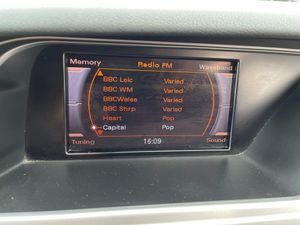 Memory Radio FM Waveband
BBC Leic Varied
BBC WM Varied
BBCWales Varied
BBC Shrp Varied
Heart Pop
Capital Pop
Tuning 16:09 Sound